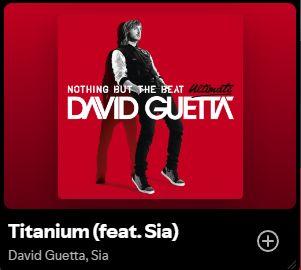 NOTHING BUT THE BEAT Ultimate
DAVID GUETTA
Titanium (feat. Sia)
David Guetta, Sia